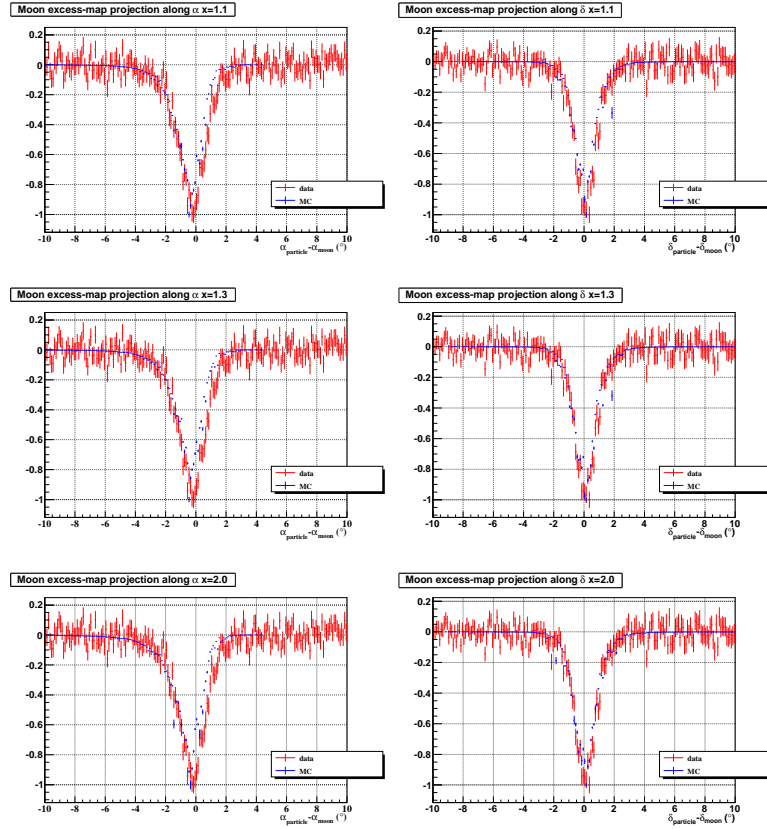 Moon excess-map projection along α x=1.1
0.2
0
-0.2
-0.4
-0.6
-0.8
-1
data
MC
-10 -8 -6 -4 -2 0 2 4 6 8 10
α_particle-α_moon (°)
Moon excess-map projection along δ x=1.1
0.2
0
-0.2
-0.4
-0.6
-0.8
-1
data
MC
-10 -8 -6 -4 -2 0 2 4 6 8 10
δ_particle-δ_moon (°)
Moon excess-map projection along α x=1.3
0.2
0
-0.2
-0.4
-0.6
-0.8
-1
data
MC
-10 -8 -6 -4 -2 0 2 4 6 8 10
α_particle-α_moon (°)
Moon excess-map projection along δ x=1.3
0.2
0
-0.2
-0.4
-0.6
-0.8
-1
data
MC
-10 -8 -6 -4 -2 0 2 4 6 8 10
δ_particle-δ_moon (°)
Moon excess-map projection along α x=2.0
0.2
0
-0.2
-0.4
-0.6
-0.8
-1
data
MC
-10 -8 -6 -4 -2 0 2 4 6 8 10
α_particle-α_moon (°)
Moon excess-map projection along δ x=2.0
0.2
0
-0.2
-0.4
-0.6
-0.8
-1
data
MC
-10 -8 -6 -4 -2 0 2 4 6 8 10
δ_particle-δ_moon (°)